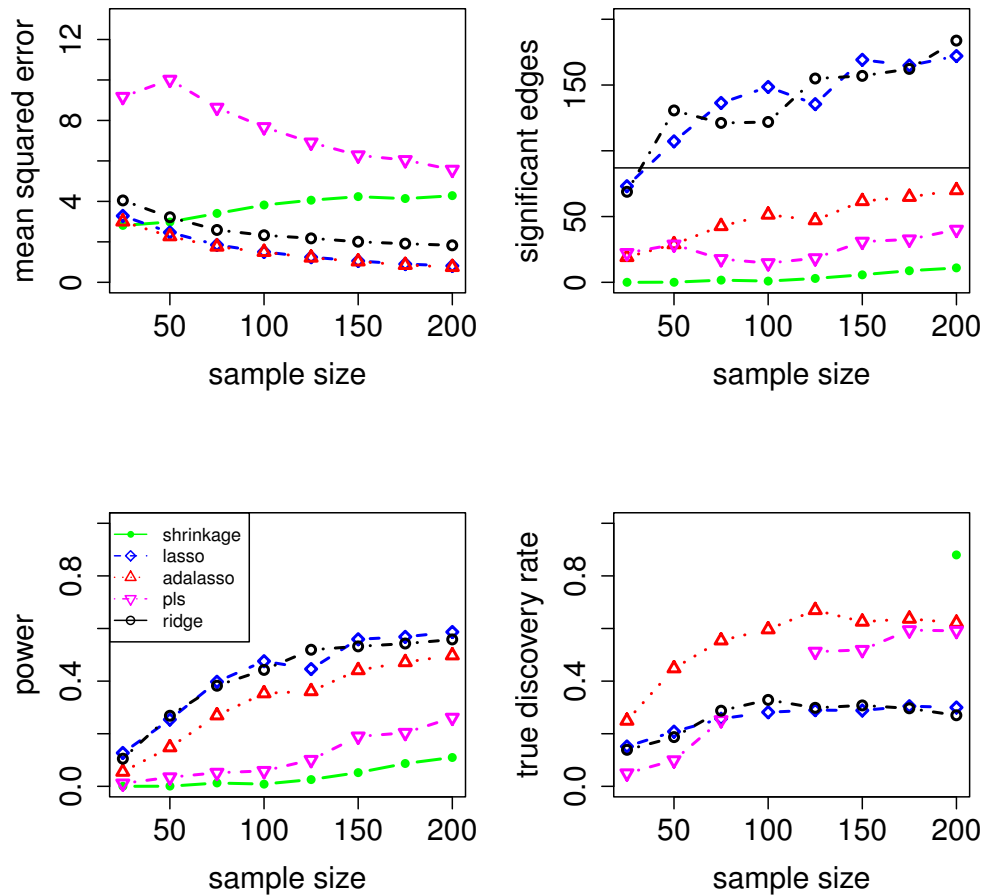 mean squared error
0 4 8 12
50 100 150 200
sample size
significant edges
0 50 150
50 100 150 200
sample size
power
0.0 0.4 0.8
shrinkage
lasso
adalasso
pls
ridge
50 100 150 200
sample size
true discovery rate
0.0 0.4 0.8
50 100 150 200
sample size